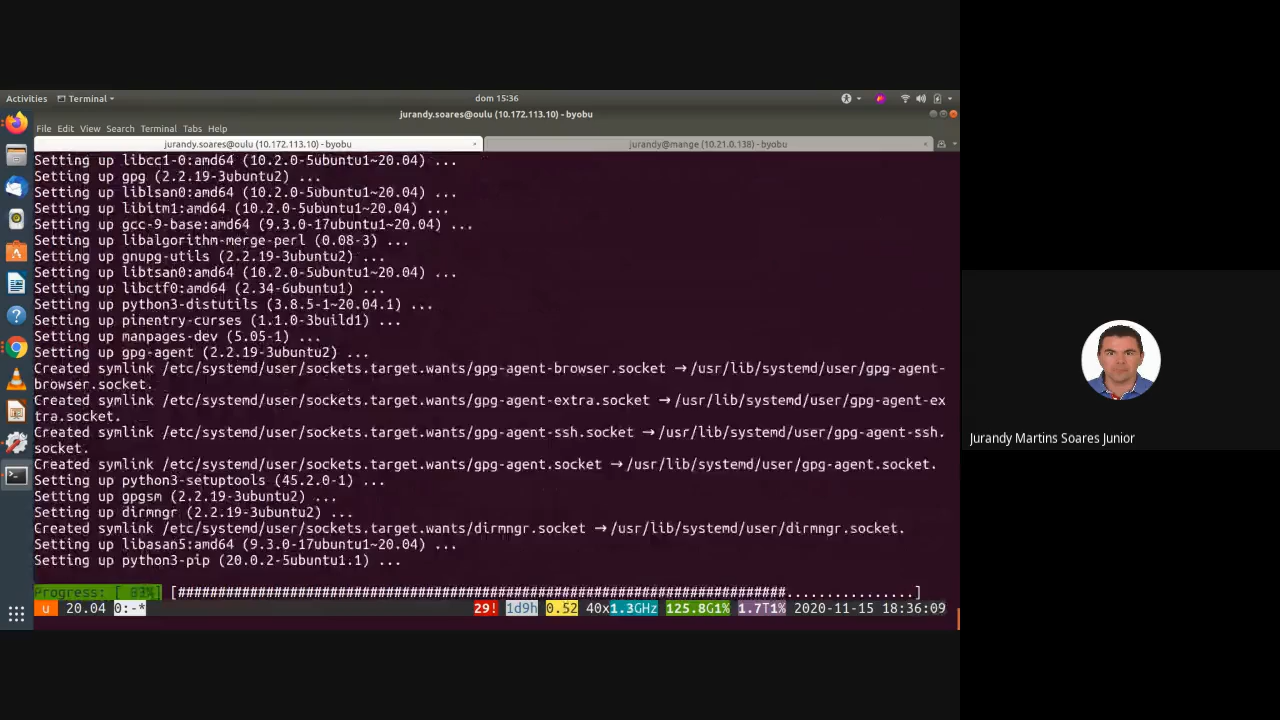 Activities Terminal dom 15:36
jurandy.soares@oulu (10.172.113.10) - byobu
File Edit View Search Terminal Tabs Help
jurandy.soares@oulu (10.172.113.10) - byobu × jurandy@mange (10.21.0.138) - byobu
Setting up libcc1-0:amd64 (10.2.0-5ubuntu1~20.04) ...
Setting up gpg (2.2.19-3ubuntu2) ...
Setting up liblsan0:amd64 (10.2.0-5ubuntu1~20.04) ...
Setting up libitm1:amd64 (10.2.0-5ubuntu1~20.04) ...
Setting up gcc-9-base:amd64 (9.3.0-17ubuntu1~20.04) ...
Setting up libalgorithm-merge-perl (0.08-3) ...
Setting up gnupg-utils (2.2.19-3ubuntu2) ...
Setting up libtsan0:amd64 (10.2.0-5ubuntu1~20.04) ...
Setting up libctf0:amd64 (2.34-6ubuntu1) ...
Setting up python3-distutils (3.8.5-1~20.04.1) ...
Setting up pinentry-curses (1.1.0-3build1) ...
Setting up manpages-dev (5.05-1) ...
Setting up gpg-agent (2.2.19-3ubuntu2) ...
Created symlink /etc/systemd/user/sockets.target.wants/gpg-agent-browser.socket → /usr/lib/systemd/user/gpg-agent-
browser.socket.
Created symlink /etc/systemd/user/sockets.target.wants/gpg-agent-extra.socket → /usr/lib/systemd/user/gpg-agent-ex
tra.socket.
Created symlink /etc/systemd/user/sockets.target.wants/gpg-agent-ssh.socket → /usr/lib/systemd/user/gpg-agent-ssh.
socket.
Created symlink /etc/systemd/user/sockets.target.wants/gpg-agent.socket → /usr/lib/systemd/user/gpg-agent.socket.
Setting up python3-setuptools (45.2.0-1) ...
Setting up gpgsm (2.2.19-3ubuntu2) ...
Setting up dirmngr (2.2.19-3ubuntu2) ...
Created symlink /etc/systemd/user/sockets.target.wants/dirmngr.socket → /usr/lib/systemd/user/dirmngr.socket.
Setting up libasan5:amd64 (9.3.0-17ubuntu1~20.04) ...
Setting up python3-pip (20.0.2-5ubuntu1.1) ...
Progress: [ 83%] [############################################################################................]
u 20.04 0:-* 29! 1d9h 0.52 40x1.3GHz 125.8G1% 1.7T1% 2020-11-15 18:36:09
Jurandy Martins Soares Junior